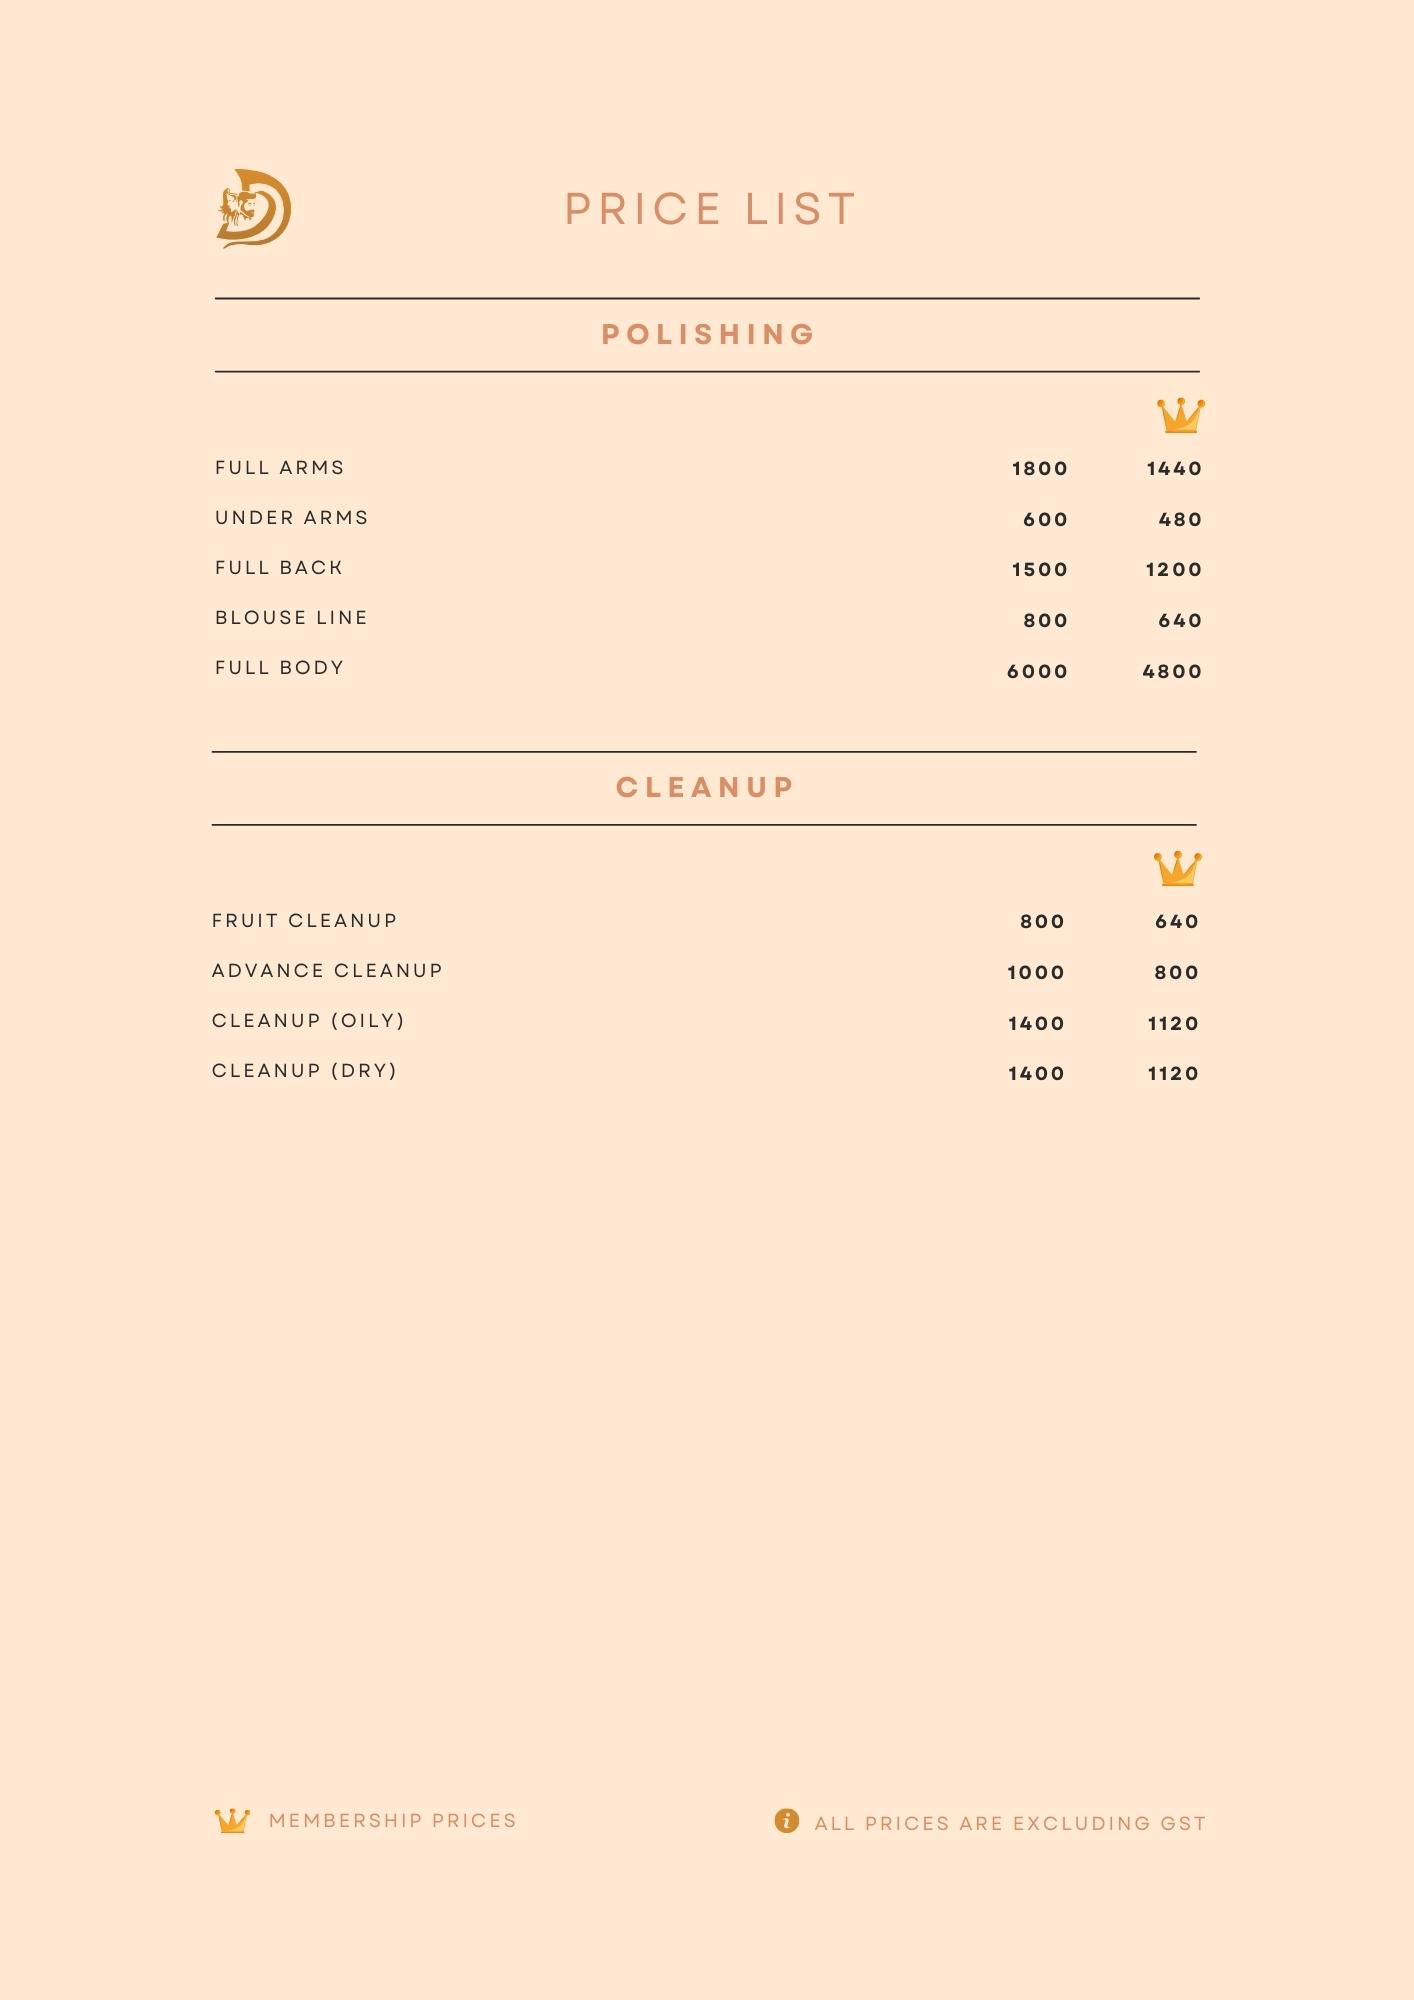 PRICE LIST
POLISHING
FULL ARMS 1800 1440
UNDER ARMS 600 480
FULL BACK 1500 1200
BLOUSE LINE 800 640
FULL BODY 6000 4800
CLEANUP
FRUIT CLEANUP 800 640
ADVANCE CLEANUP 1000 800
CLEANUP (OILY) 1400 1120
CLEANUP (DRY) 1400 1120
MEMBERSHIP PRICES
ALL PRICES ARE EXCLUDING GST